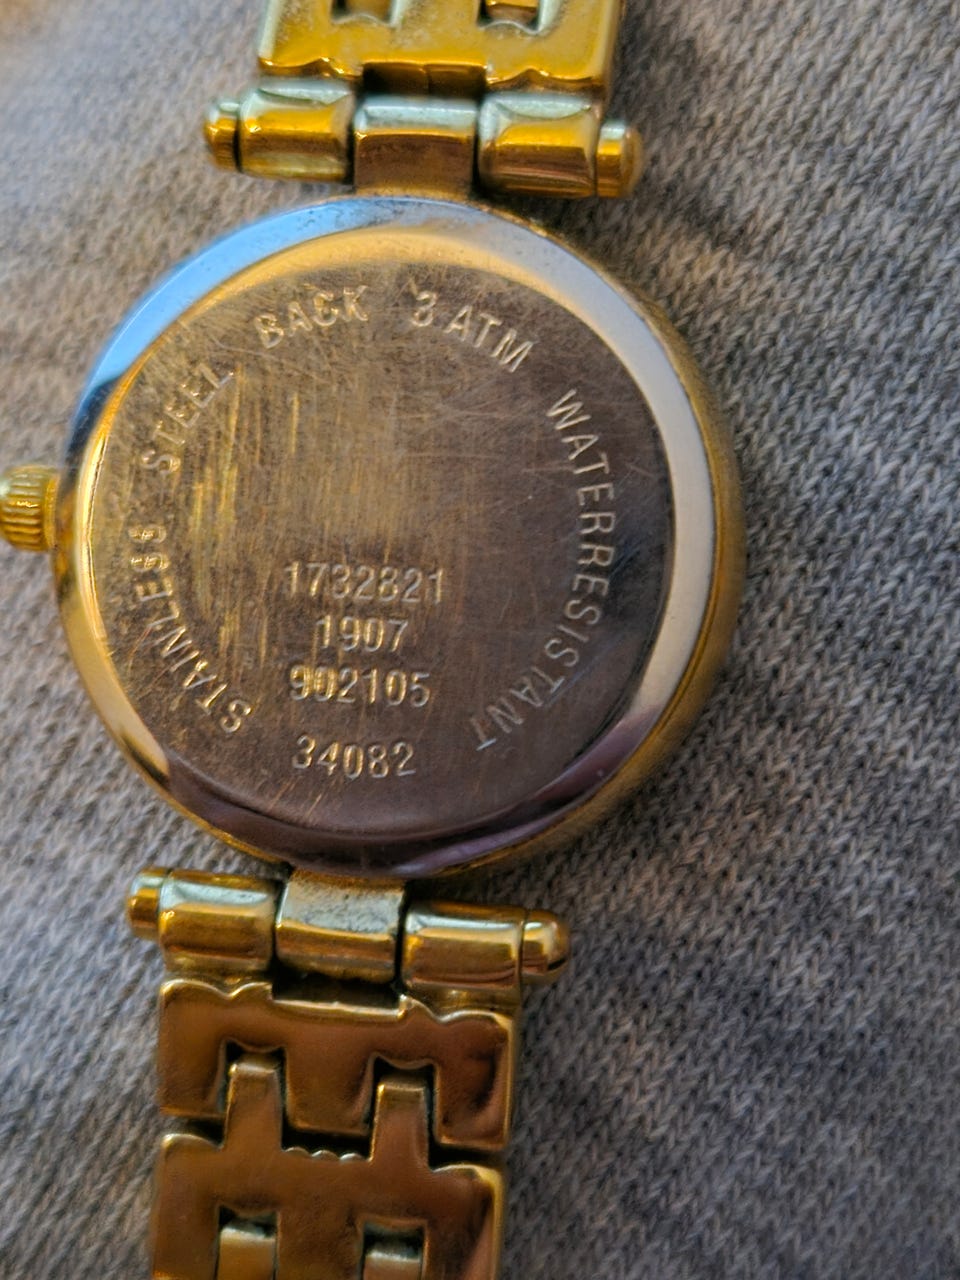 STAINLESS STEEL BACK 3 ATM WATERRESISTANT
1732821
1907
902105
34082